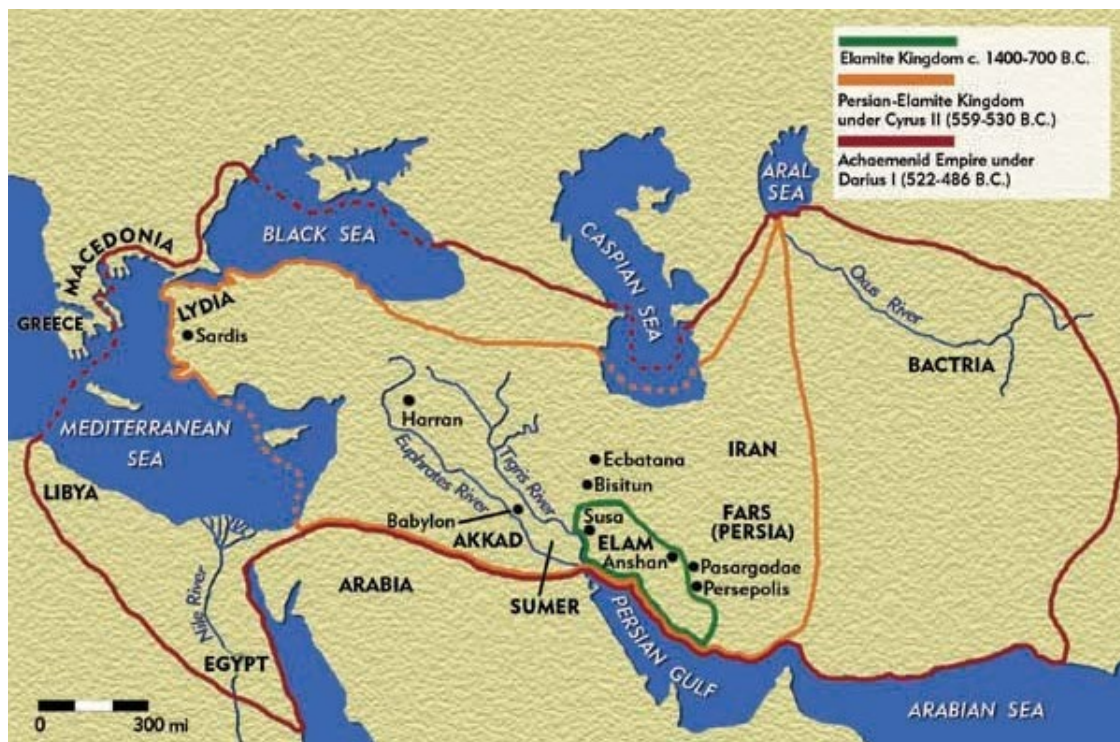 Elamite Kingdom c. 1400-700 B.C.
Persian-Elamite Kingdom
under Cyrus II (559-530 B.C.)
Achaemenid Empire under
Darius I (522-486 B.C.)
ARAL
SEA
BLACK SEA
CASPIAN SEA
MACEDONIA
GREECE
LYDIA
Sardis
Oxus River
BACTRIA
MEDITERRANEAN
SEA
Harran
Euphrates River
Tigris River
Ecbatana
Bisitun
IRAN
LIBYA
Babylon
AKKAD
Susa
ELAM
Anshan
FARS
(PERSIA)
Pasargadae
Persepolis
ARABIA
SUMER
PERSIAN GULF
Nile River
EGYPT
ARABIAN SEA
0
300 mi